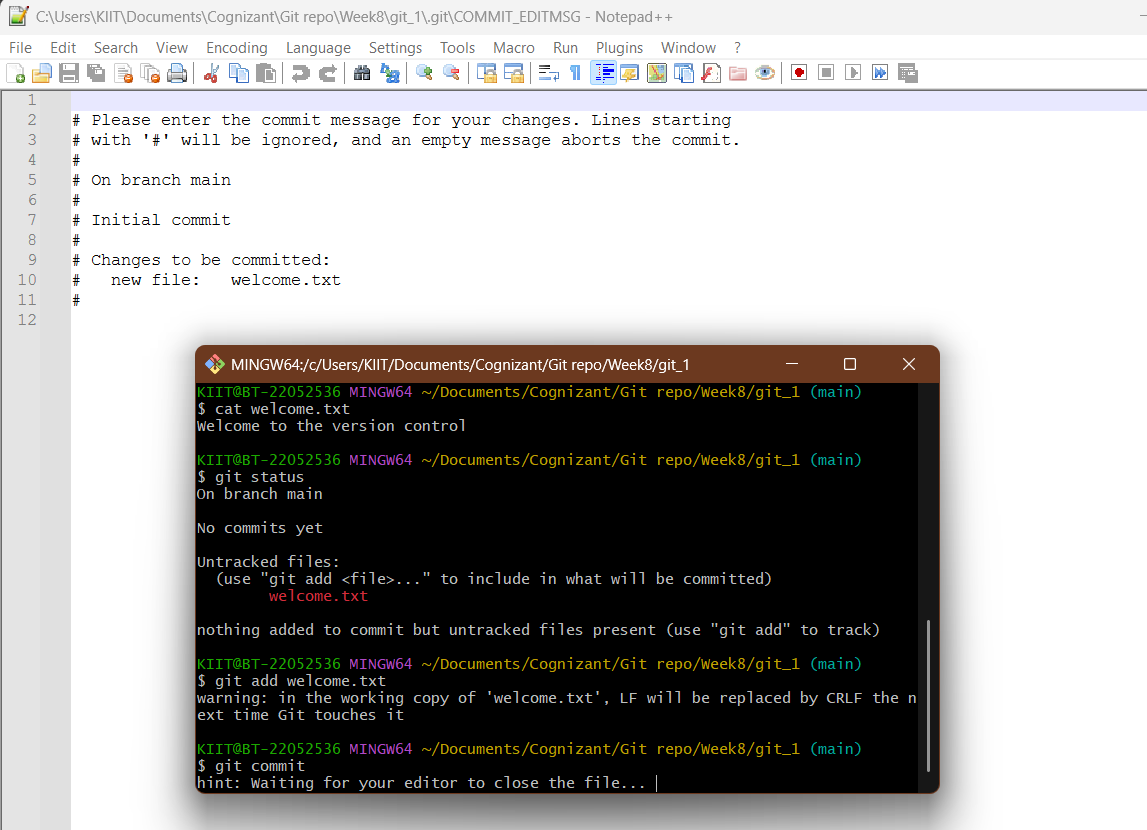 C:\Users\KIIT\Documents\Cognizant\Git repo\Week8\git_1\.git\COMMIT_EDITMSG - Notepad++
File Edit Search View Encoding Language Settings Tools Macro Run Plugins Window ?
1
2 # Please enter the commit message for your changes. Lines starting
3 # with '#' will be ignored, and an empty message aborts the commit.
4 #
5 # On branch main
6 #
7 # Initial commit
8 #
9 # Changes to be committed:
10 #   new file:   welcome.txt
11 #
12
MINGW64:/c/Users/KIIT/Documents/Cognizant/Git repo/Week8/git_1
KIIT@BT-22052536 MINGW64 ~/Documents/Cognizant/Git repo/Week8/git_1 (main)
$ cat welcome.txt
Welcome to the version control
KIIT@BT-22052536 MINGW64 ~/Documents/Cognizant/Git repo/Week8/git_1 (main)
$ git status
On branch main
No commits yet
Untracked files:
  (use "git add <file>..." to include in what will be committed)
        welcome.txt
nothing added to commit but untracked files present (use "git add" to track)
KIIT@BT-22052536 MINGW64 ~/Documents/Cognizant/Git repo/Week8/git_1 (main)
$ git add welcome.txt
warning: in the working copy of 'welcome.txt', LF will be replaced by CRLF the n
ext time Git touches it
KIIT@BT-22052536 MINGW64 ~/Documents/Cognizant/Git repo/Week8/git_1 (main)
$ git commit
hint: Waiting for your editor to close the file...